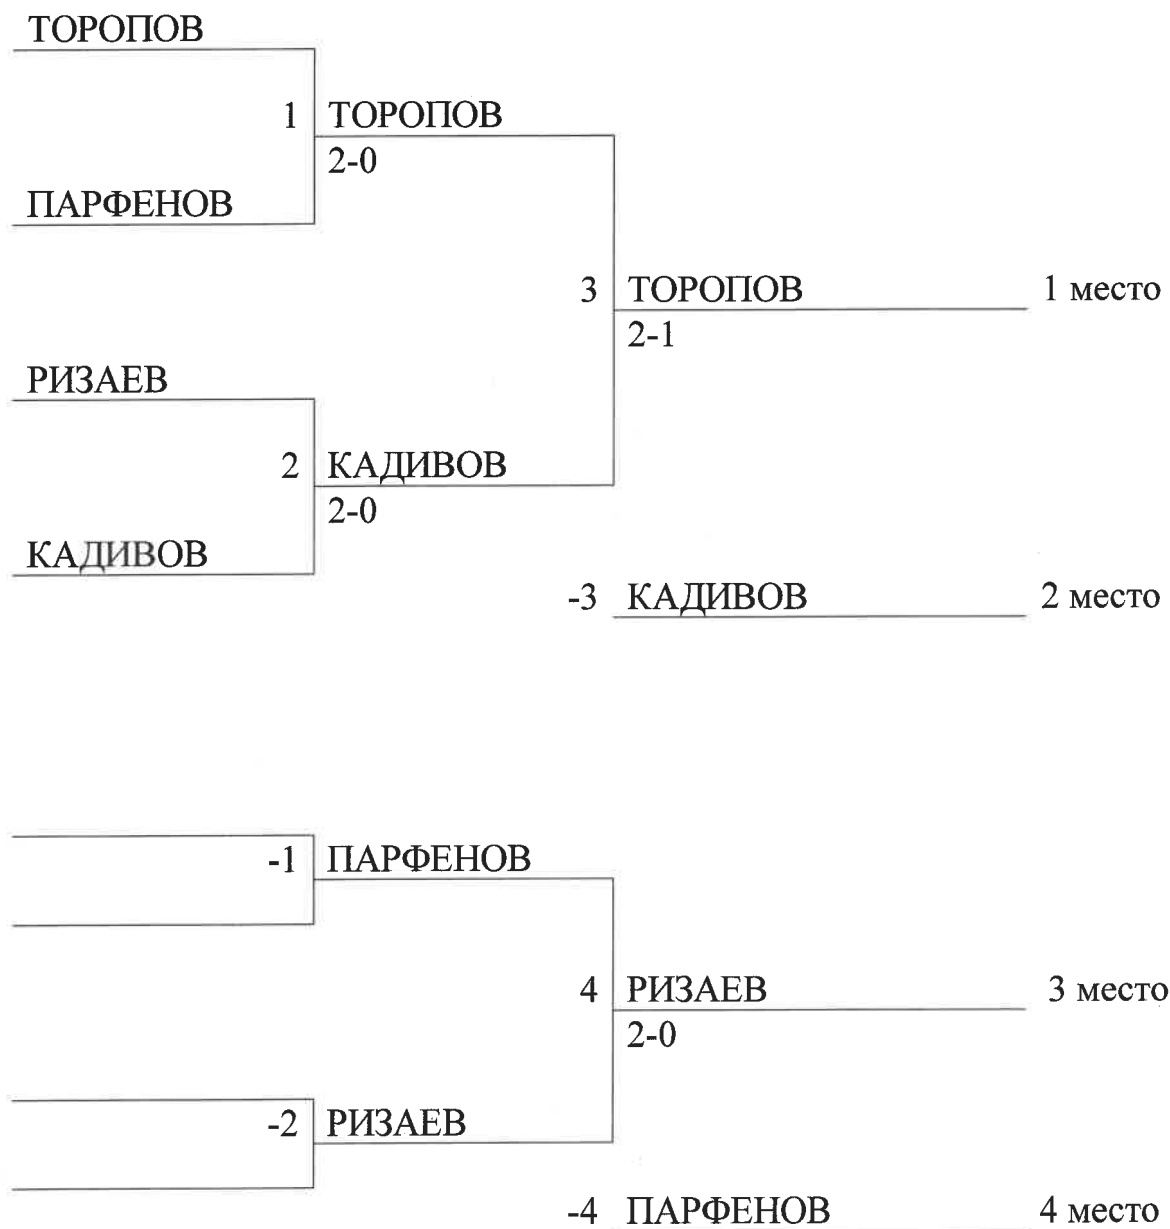 ТОРОПОВ
1 ТОРОПОВ
2-0
ПАРФЕНОВ
3 ТОРОПОВ 1 место
2-1
РИЗАЕВ
2 КАДИВОВ
2-0
КАДИВОВ
-3 КАДИВОВ 2 место
-1 ПАРФЕНОВ
4 РИЗАЕВ 3 место
2-0
-2 РИЗАЕВ
-4 ПАРФЕНОВ 4 место